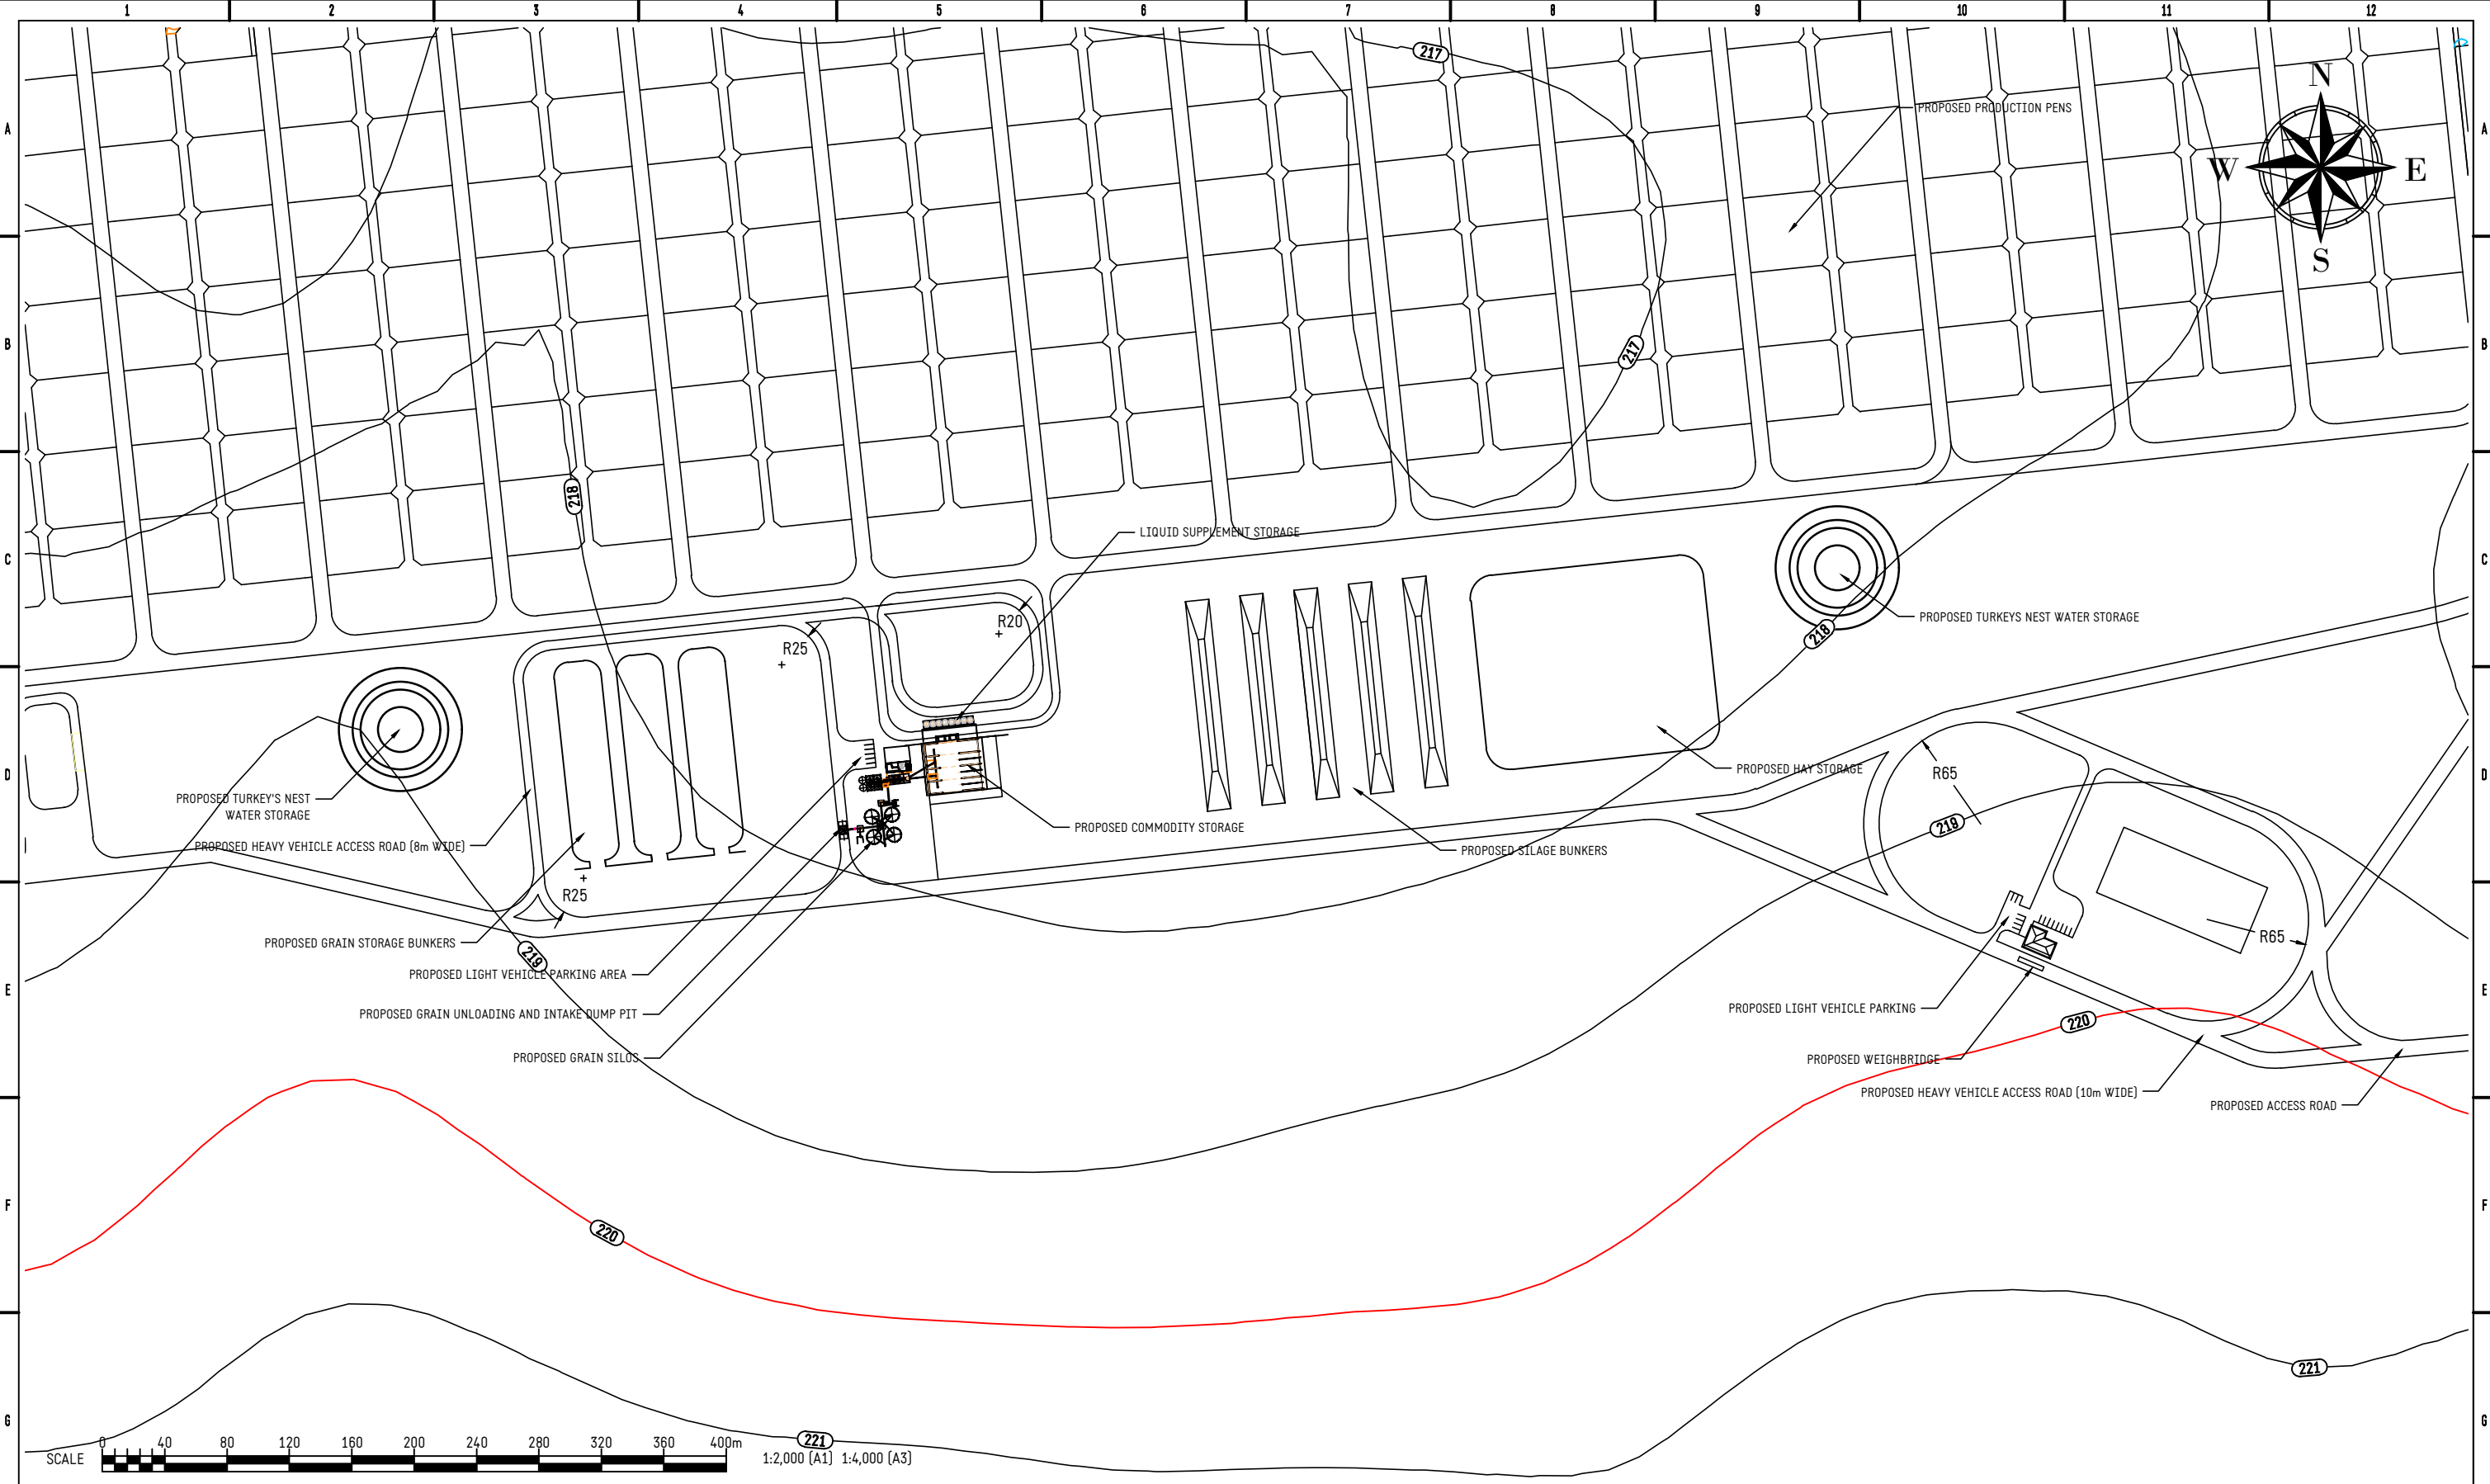 1 2 3 4 5 6 7 8 9 10 11 12
217
A
PROPOSED PRODUCTION PENS
A
N
W E
S
B
217
B
218
C
LIQUID SUPPLEMENT STORAGE
C
R20
R25
PROPOSED TURKEYS NEST WATER STORAGE
218
D
PROPOSED HAY STORAGE
R65
D
PROPOSED TURKEY'S NEST
WATER STORAGE
PROPOSED COMMODITY STORAGE
219
PROPOSED HEAVY VEHICLE ACCESS ROAD (8m WIDE)
PROPOSED SILAGE BUNKERS
R25
R65
PROPOSED GRAIN STORAGE BUNKERS
219
PROPOSED LIGHT VEHICLE PARKING AREA
E
E
PROPOSED LIGHT VEHICLE PARKING
PROPOSED GRAIN UNLOADING AND INTAKE DUMP PIT
220
PROPOSED GRAIN SILOS
PROPOSED WEIGHBRIDGE
PROPOSED HEAVY VEHICLE ACCESS ROAD (10m WIDE)
PROPOSED ACCESS ROAD
F
F
220
221
G
G
221
0 40 80 120 160 200 240 280 320 360 400m
SCALE
1:2,000 (A1) 1:4,000 (A3)